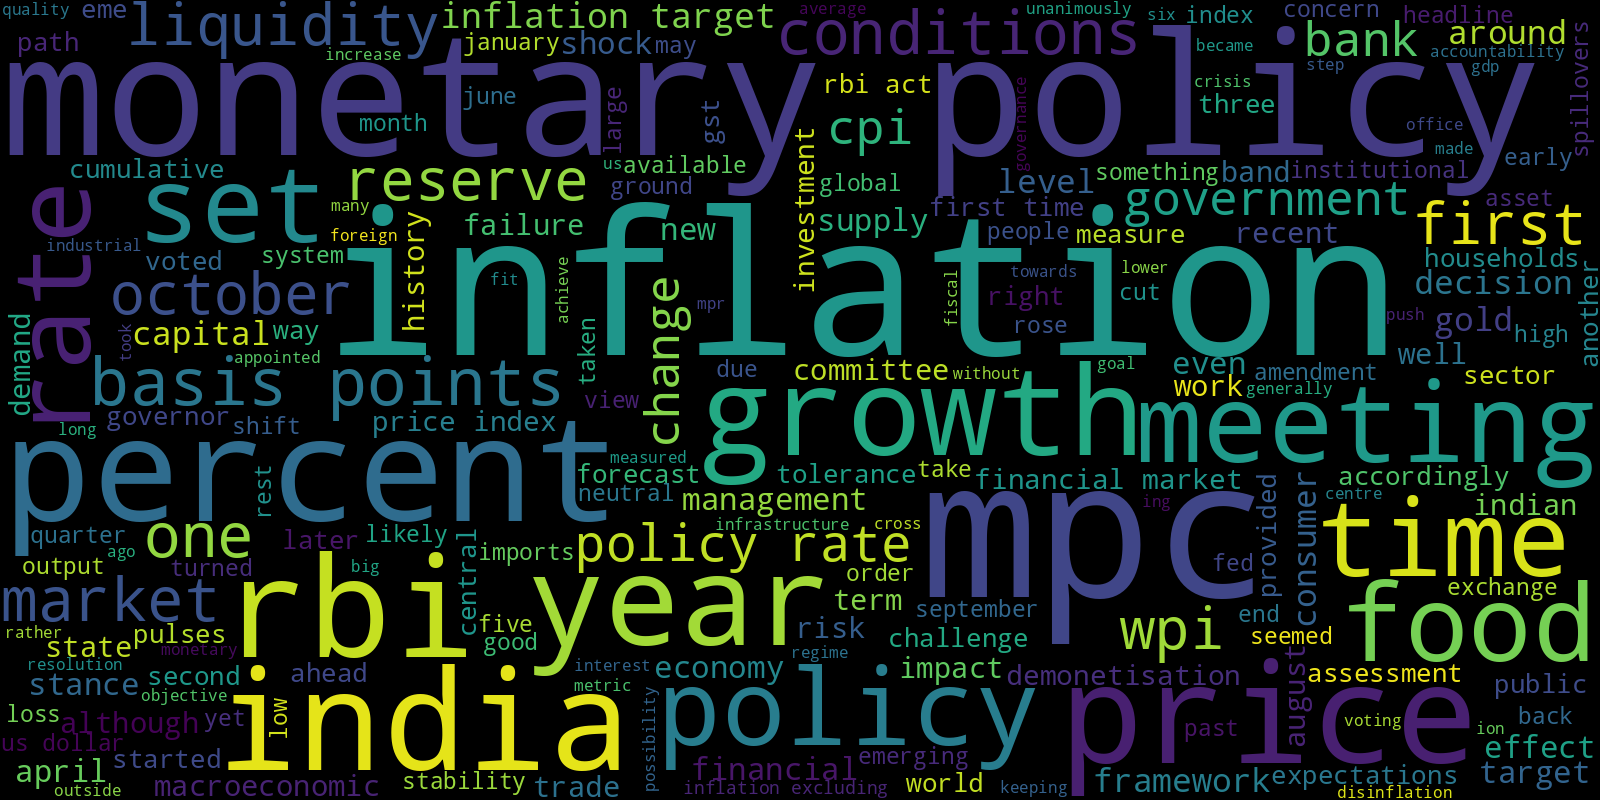 quality
eme
liquidity
inflation target
average
conditions
unanimously
six
index
concern
headline
path
increase
january
shock
may
became
bank
around
accountability
step
gdp
spillovers
monetary policy
june
month
large
gst
rbi act
cpi
governance
crisis
three
office
made
early
cumulative
set
reserve
us
available
ground
investment
global
supply
level
something
band
institutional
government
asset
first
rate
many
foreign
history
failure
new
first time
people
measure
recent
households
industrial
voted
system
inflation
fit
achieve
mpr
fiscal
towards
lower
right
cut
rose
decision
another
october
capital
way
took
appointed
change
push
gold
high
demand
basis points
taken
due
committee
without
goal
even
amendment
well
governor
shift
price index
view
growth
work
generally
sector
long
measured
meeting
percent
rest
forecast
neutral
tolerance
take
financial market
accordingly
management
mpc
centre
indian
quarter
one
later
likely
central
infrastructure
cross
ing
provided
consumer
time
ago
output
turned
big
imports
policy rate
order
fed
exchange
market
rbi
year
term
september
food
rather
state
pulses
five
good
risk
challenge
wpi
end
seemed
monetary
resolution
stance
second
ahead
interest
economy
regime
impact
demonetisation
august
assessment
objective
india
metric
policy
price
public
loss
although
yet
low
possibility
past
voting
ion
back
us dollar
started
emerging
effect
april
outside
macroeconomic
stability
trade
financial
inflation excluding
world
keeping
framework
expectations
disinflation
target